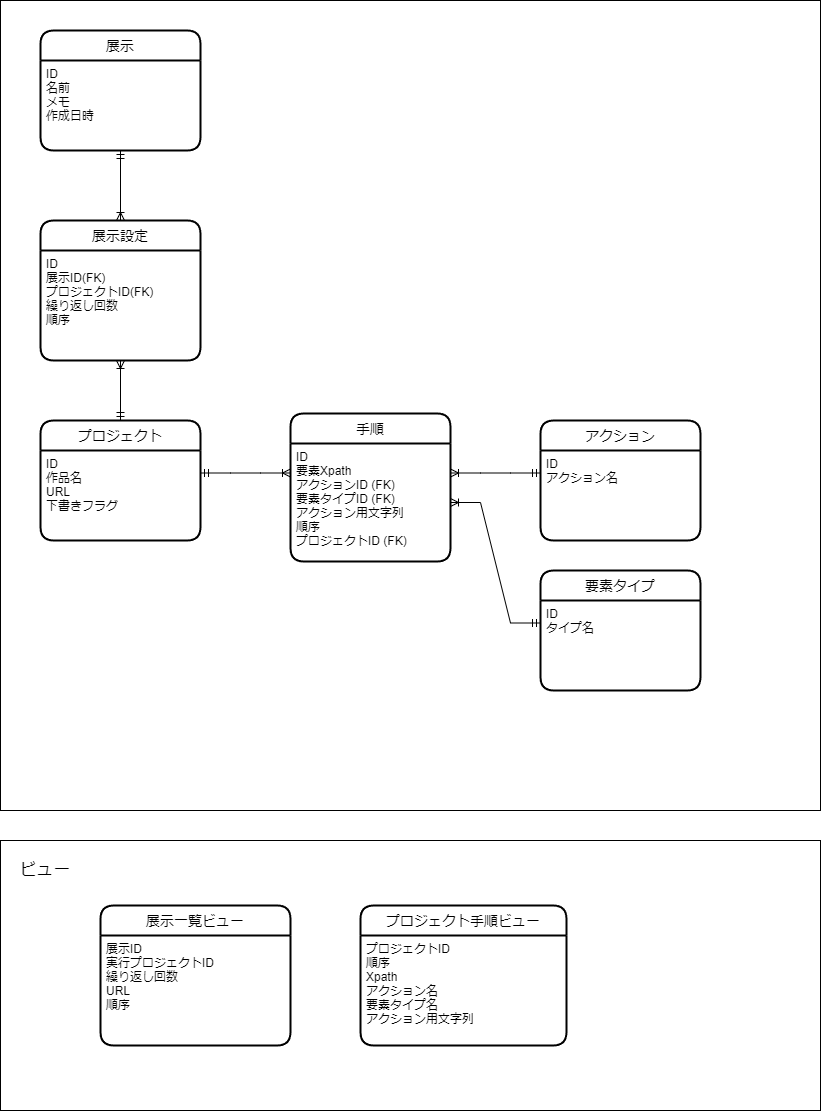 展示
ID
名前
メモ
作成日時
展示設定
ID
展示ID(FK)
プロジェクトID(FK)
繰り返し回数
順序
プロジェクト
ID
作品名
URL
下書きフラグ
手順
ID
要素Xpath
アクションID (FK)
要素タイプID (FK)
アクション用文字列
順序
プロジェクトID (FK)
アクション
ID
アクション名
要素タイプ
ID
タイプ名
ビュー
展示一覧ビュー
展示ID
実行プロジェクトID
繰り返し回数
URL
順序
プロジェクト手順ビュー
プロジェクトID
順序
Xpath
アクション名
要素タイプ名
アクション用文字列